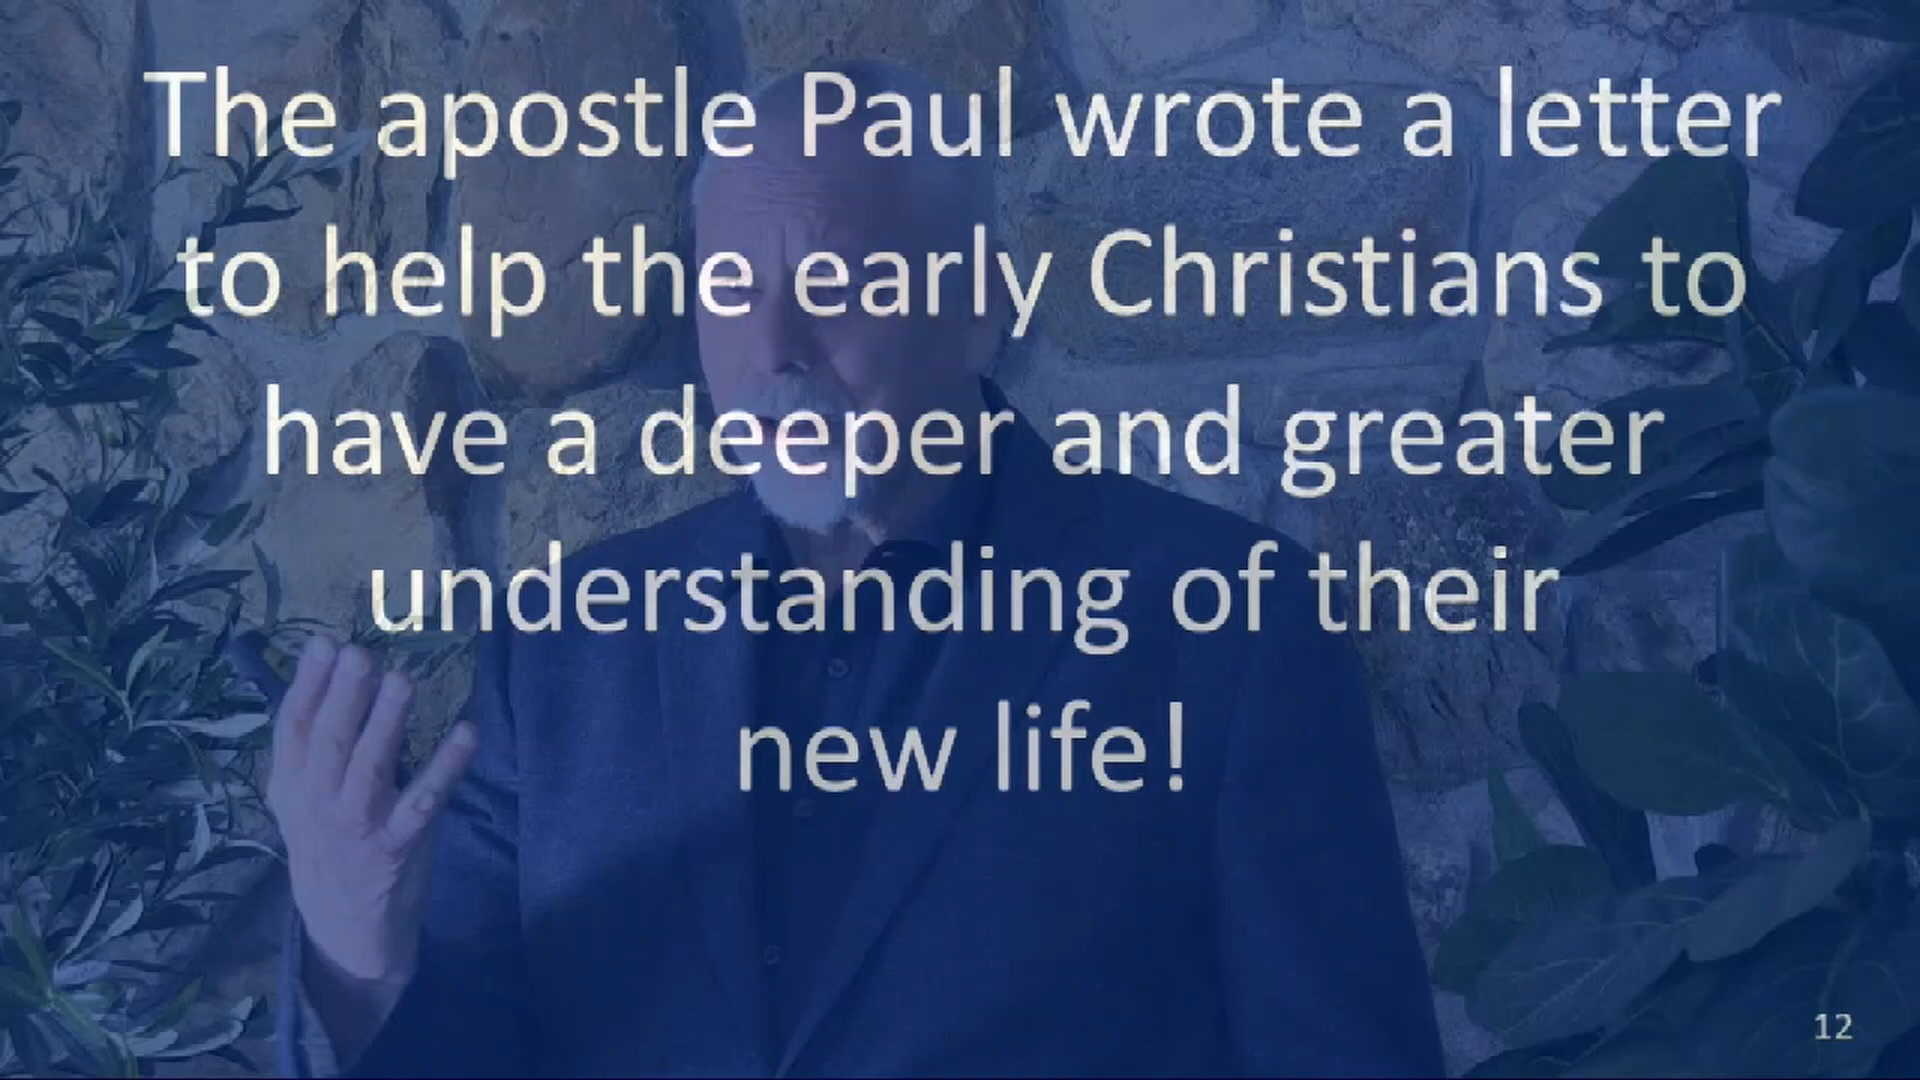 The apostle Paul wrote a letter
to help the early Christians to
have a deeper and greater
understanding of their
new life!
12